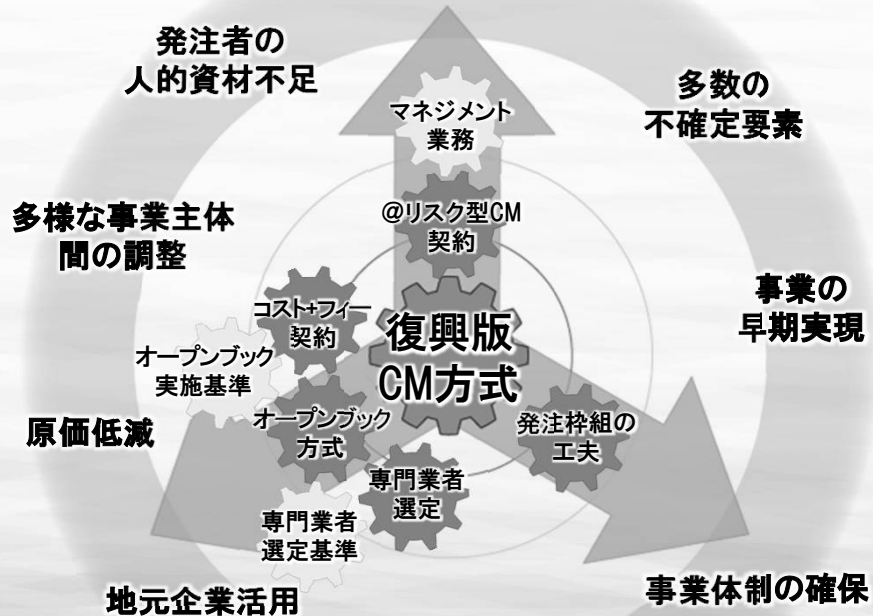 発注者の
人的資材不足
多数の
不確定要素
マネジメント
業務
多様な事業主体
間の調整
@リスク型CM
契約
事業の
早期実現
コスト+フィー
契約
復興版
CM方式
オープンブック
実施基準
原価低減
オープンブック
方式
発注枠組の
工夫
専門業者
選定
専門業者
選定基準
地元企業活用
事業体制の確保